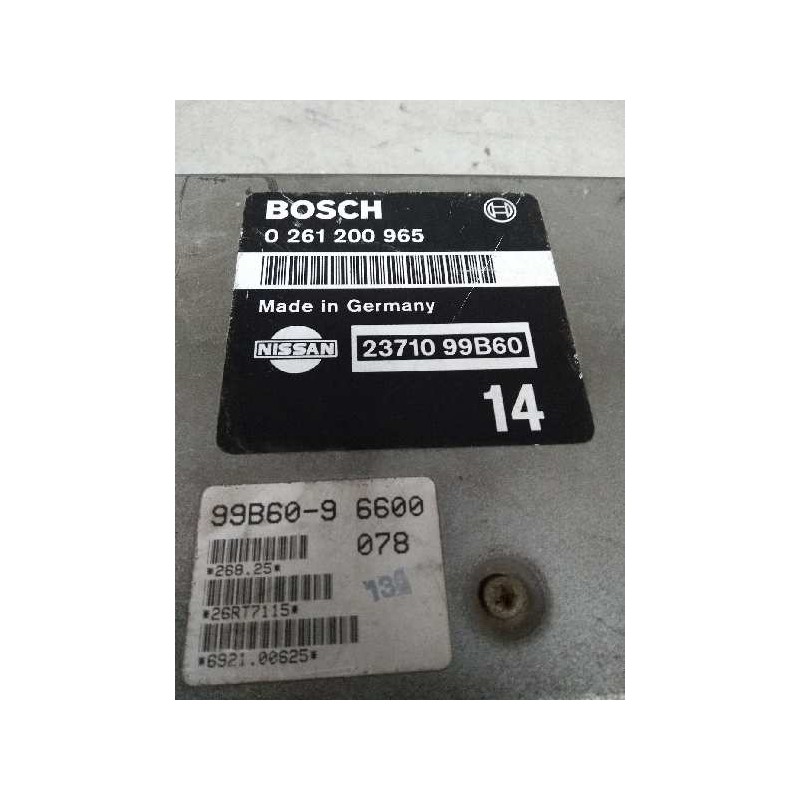 BOSCH
0 261 200 965
Made in Germany
NISSAN
23710 99B60
14
99B60-9 6600
078
*268.25*
*26RT7115*
*6921.00625*